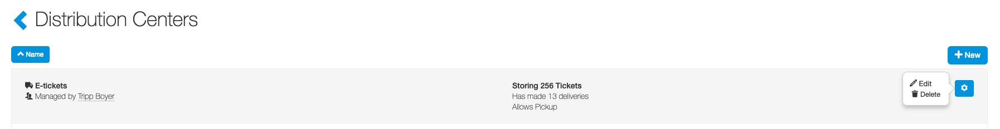 Distribution Centers
Name
New
E-tickets
Managed by Tripp Boyer
Storing 256 Tickets
Has made 13 deliveries
Allows Pickup
Edit
Delete